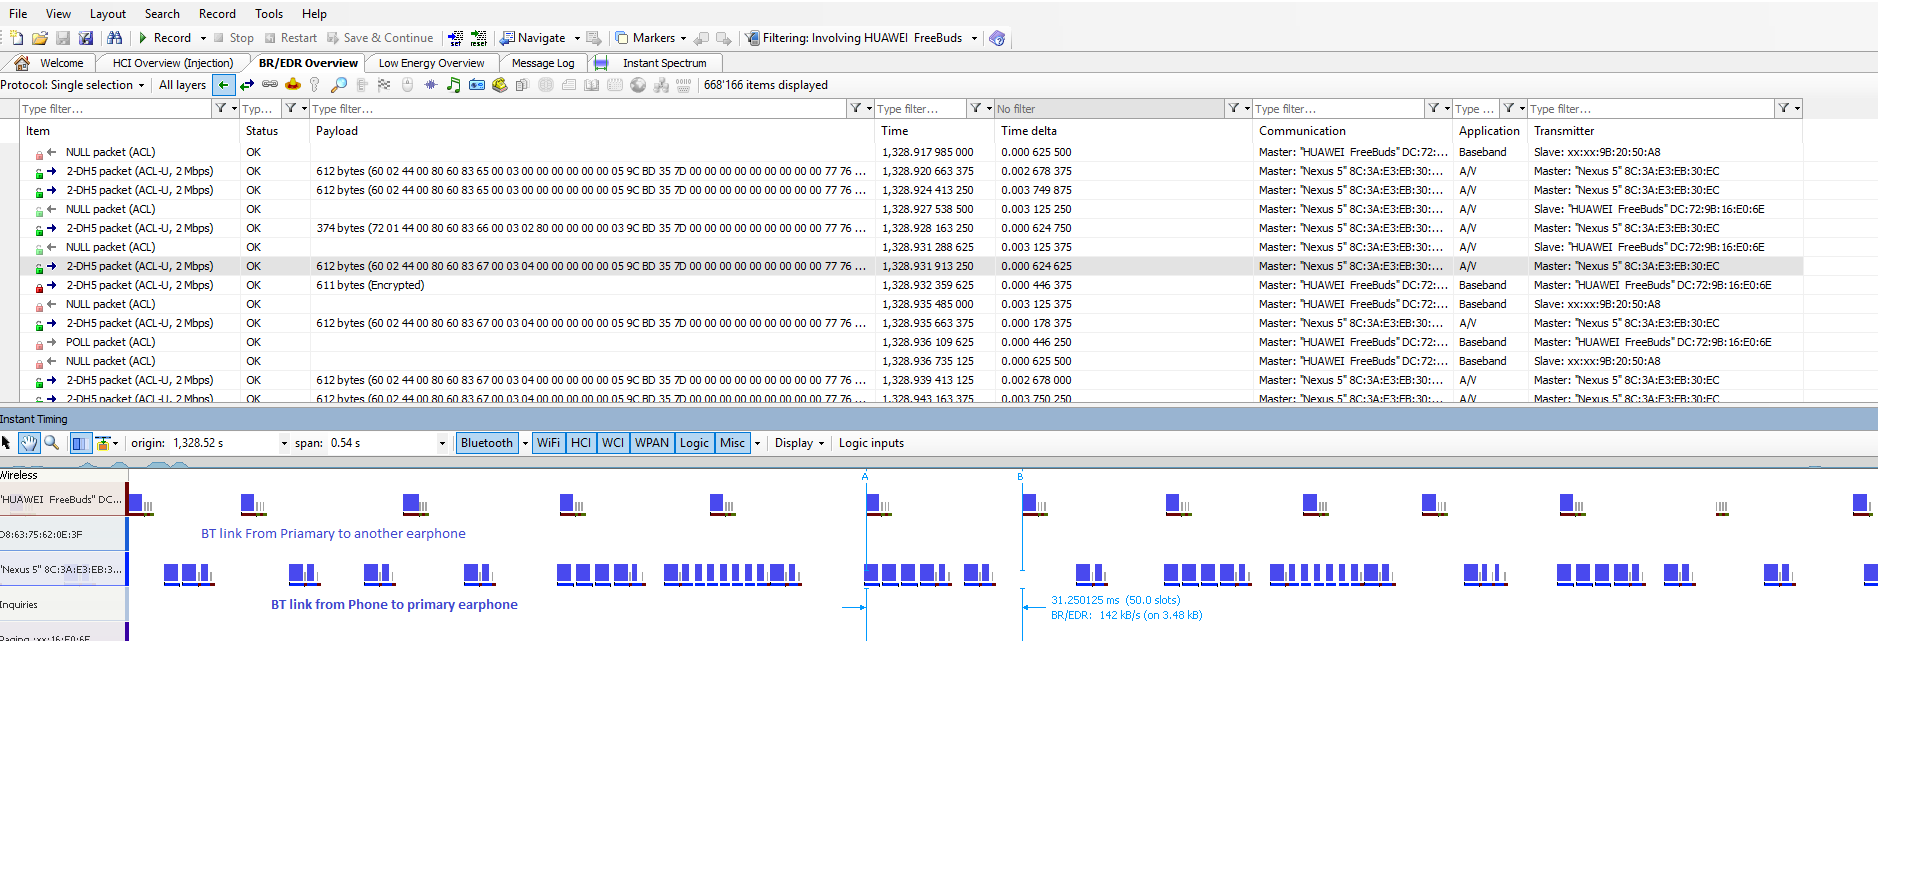 File View Layout Search Record Tools Help
Record Stop Restart Save & Continue set reset Navigate Markers Filtering: Involving HUAWEI FreeBuds
Welcome HCI Overview (Injection) BR/EDR Overview Low Energy Overview Message Log Instant Spectrum
Protocol: Single selection All layers 668'166 items displayed
Type filter... Typ... Type filter... Type filter... No filter Type filter... Type ... Type filter...
Item Status Payload Time Time delta Communication Application Transmitter
NULL packet (ACL) OK 1,328.917 985 000 0.000 625 500 Master: "HUAWEI FreeBuds" DC:72:... Baseband Slave: xx:xx:9B:20:50:A8
2-DH5 packet (ACL-U, 2 Mbps) OK 612 bytes (60 02 44 00 80 60 83 65 00 03 00 00 00 00 00 00 05 9C BD 35 7D 00 00 00 00 00 00 00 00 00 77 76 ... 1,328.920 663 375 0.002 678 375 Master: "Nexus 5" 8C:3A:E3:EB:30:... A/V Master: "Nexus 5" 8C:3A:E3:EB:30:EC
2-DH5 packet (ACL-U, 2 Mbps) OK 612 bytes (60 02 44 00 80 60 83 65 00 03 00 00 00 00 00 00 05 9C BD 35 7D 00 00 00 00 00 00 00 00 00 77 76 ... 1,328.924 413 250 0.003 749 875 Master: "Nexus 5" 8C:3A:E3:EB:30:... A/V Master: "Nexus 5" 8C:3A:E3:EB:30:EC
NULL packet (ACL) OK 1,328.927 538 500 0.003 125 250 Master: "Nexus 5" 8C:3A:E3:EB:30:... A/V Slave: "HUAWEI FreeBuds" DC:72:9B:16:E0:6E
2-DH5 packet (ACL-U, 2 Mbps) OK 374 bytes (72 01 44 00 80 60 83 66 00 03 02 80 00 00 00 00 03 9C BD 35 7D 00 00 00 00 00 00 00 00 00 77 76 ... 1,328.928 163 250 0.000 624 750 Master: "Nexus 5" 8C:3A:E3:EB:30:... A/V Master: "Nexus 5" 8C:3A:E3:EB:30:EC
NULL packet (ACL) OK 1,328.931 288 625 0.003 125 375 Master: "Nexus 5" 8C:3A:E3:EB:30:... A/V Slave: "HUAWEI FreeBuds" DC:72:9B:16:E0:6E
2-DH5 packet (ACL-U, 2 Mbps) OK 612 bytes (60 02 44 00 80 60 83 67 00 03 04 00 00 00 00 00 05 9C BD 35 7D 00 00 00 00 00 00 00 00 00 77 76 ... 1,328.931 913 250 0.000 624 625 Master: "Nexus 5" 8C:3A:E3:EB:30:... A/V Master: "Nexus 5" 8C:3A:E3:EB:30:EC
2-DH5 packet (ACL-U, 2 Mbps) OK 611 bytes (Encrypted) 1,328.932 359 625 0.000 446 375 Master: "HUAWEI FreeBuds" DC:72:... Baseband Master: "HUAWEI FreeBuds" DC:72:9B:16:E0:6E
NULL packet (ACL) OK 1,328.935 485 000 0.003 125 375 Master: "HUAWEI FreeBuds" DC:72:... Baseband Slave: xx:xx:9B:20:50:A8
2-DH5 packet (ACL-U, 2 Mbps) OK 612 bytes (60 02 44 00 80 60 83 67 00 03 04 00 00 00 00 00 05 9C BD 35 7D 00 00 00 00 00 00 00 00 00 77 76 ... 1,328.935 663 375 0.000 178 375 Master: "Nexus 5" 8C:3A:E3:EB:30:... A/V Master: "Nexus 5" 8C:3A:E3:EB:30:EC
POLL packet (ACL) OK 1,328.936 109 625 0.000 446 250 Master: "HUAWEI FreeBuds" DC:72:... Baseband Master: "HUAWEI FreeBuds" DC:72:9B:16:E0:6E
NULL packet (ACL) OK 1,328.936 735 125 0.000 625 500 Master: "HUAWEI FreeBuds" DC:72:... Baseband Slave: xx:xx:9B:20:50:A8
2-DH5 packet (ACL-U, 2 Mbps) OK 612 bytes (60 02 44 00 80 60 83 67 00 03 04 00 00 00 00 00 05 9C BD 35 7D 00 00 00 00 00 00 00 00 00 77 76 ... 1,328.939 413 125 0.002 678 000 Master: "Nexus 5" 8C:3A:E3:EB:30:... A/V Master: "Nexus 5" 8C:3A:E3:EB:30:EC
2-DH5 packet (ACL-U, 2 Mbps) OK 612 bytes (60 02 44 00 80 60 83 67 00 03 04 00 00 00 00 00 05 9C BD 35 7D 00 00 00 00 00 00 00 00 00 77 76 ... 1,328.943 163 375 0.003 750 250 Master: "Nexus 5" 8C:3A:E3:EB:30:... A/V Master: "Nexus 5" 8C:3A:E3:EB:30:EC
Instant Timing
origin: 1,328.52 s span: 0.54 s Bluetooth WiFi HCI WCI WPAN Logic Misc Display Logic inputs
Wireless A B
"HUAWEI FreeBuds" DC...
D8:63:75:62:0E:3F BT link From Priamary to another earphone
"Nexus 5" 8C:3A:E3:EB:3...
Inquiries BT link from Phone to primary earphone 31.250125 ms (50.0 slots)
BR/EDR: 142 kB/s (on 3.48 kB)
Paging :xx:16:E0:6E